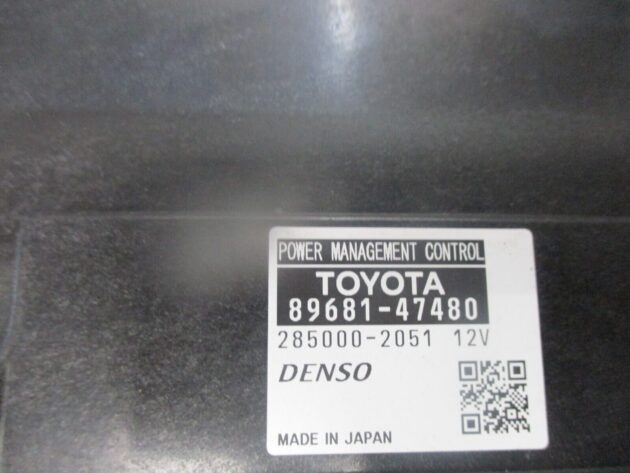 POWER MANAGEMENT CONTROL
TOYOTA
89681-47480
285000-2051 12V
DENSO
MADE IN JAPAN